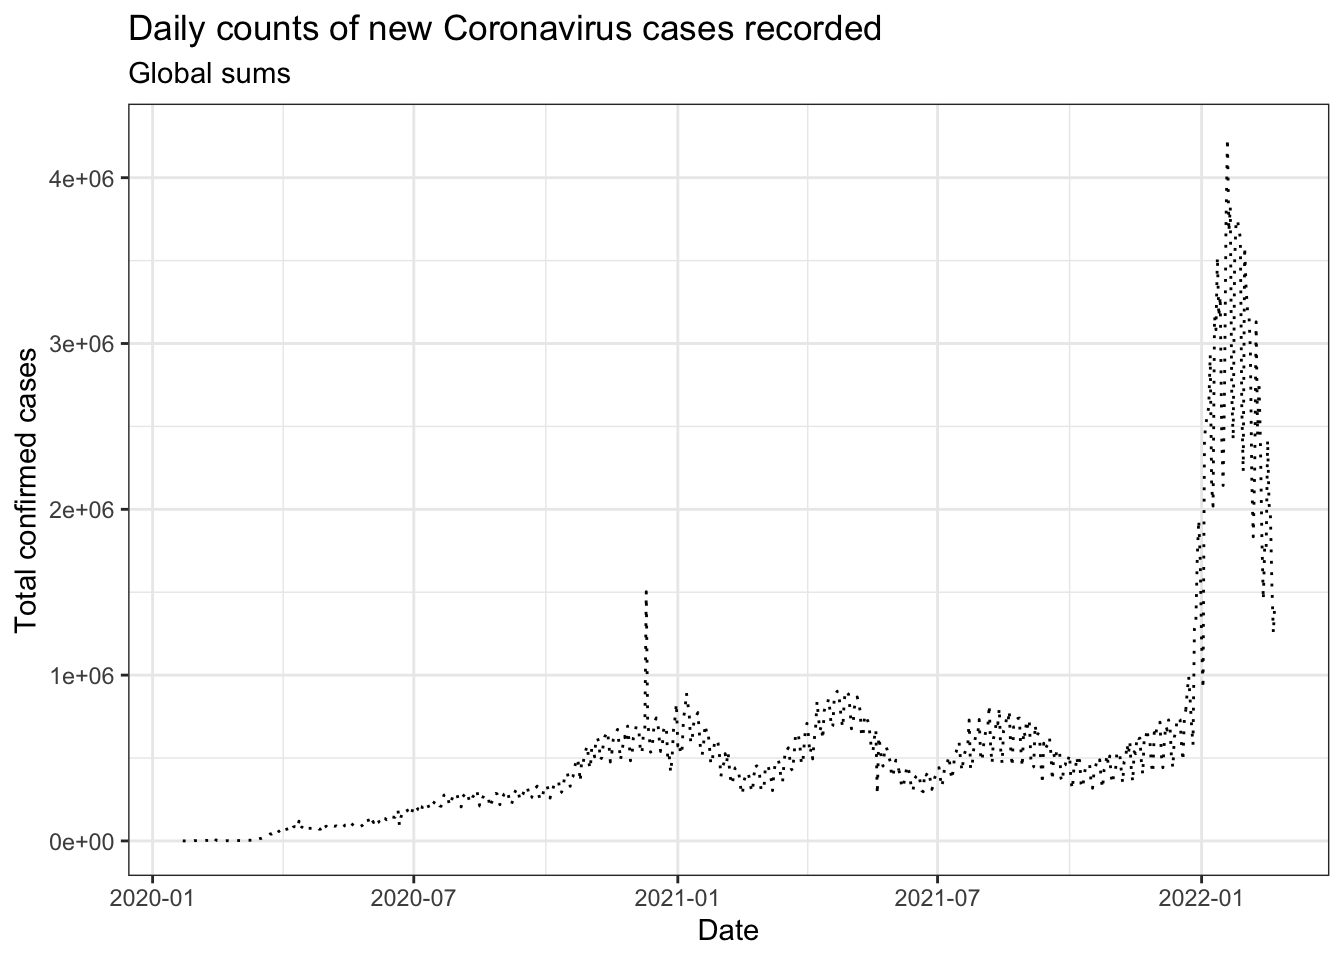 Daily counts of new Coronavirus cases recorded
Global sums
Total confirmed cases
4e+06
3e+06
2e+06
1e+06
0e+00
2020-01
2020-07
2021-01
2021-07
2022-01
Date